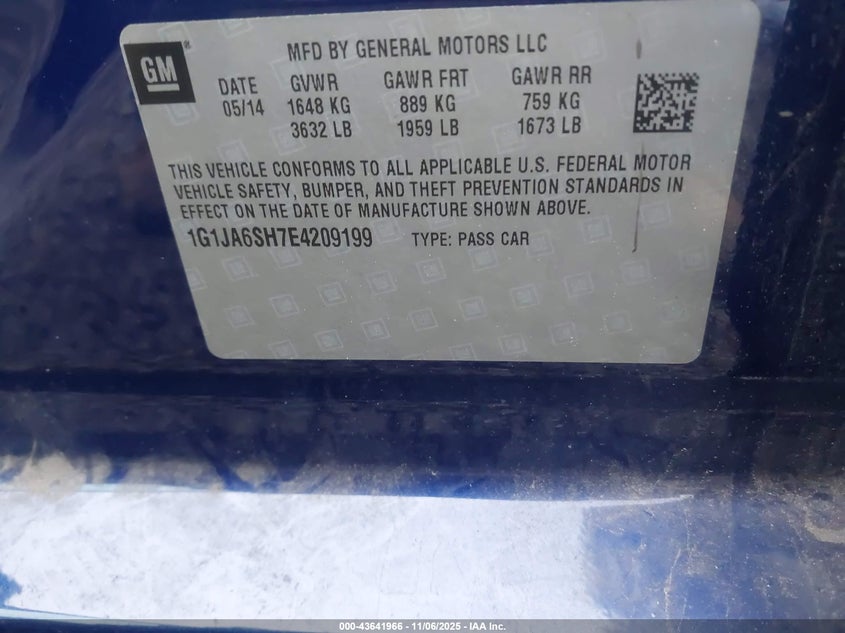 GM®
MFD BY GENERAL MOTORS LLC
DATE GVWR GAWR FRT GAWR RR
05/14 1648 KG 889 KG 759 KG
3632 LB 1959 LB 1673 LB
THIS VEHICLE CONFORMS TO ALL APPLICABLE U.S. FEDERAL MOTOR
VEHICLE SAFETY, BUMPER, AND THEFT PREVENTION STANDARDS IN
EFFECT ON THE DATE OF MANUFACTURE SHOWN ABOVE.
1G1JA6SH7E4209199 TYPE: PASS CAR
000-43641966 - 11/06/2025 - IAA Inc.